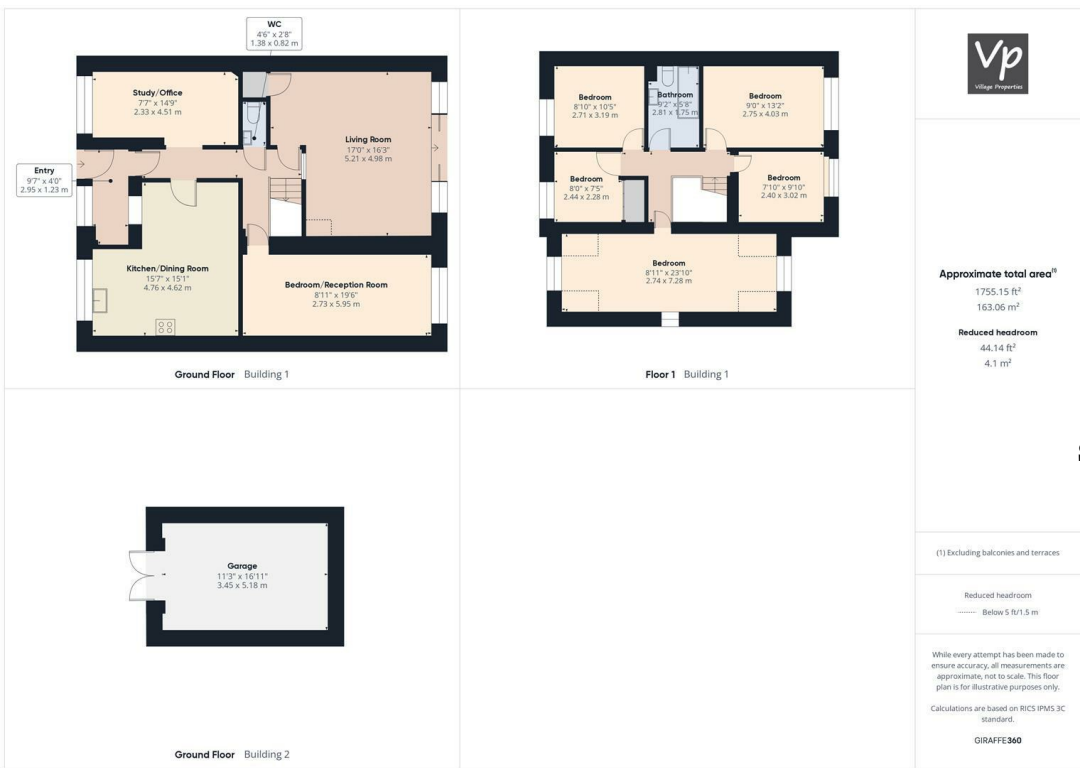 WC
4'6" x 2'8"
1.38 x 0.82 m
Study/Office
7'7" x 14'9"
2.33 x 4.51 m
Living Room
17'0" x 16'3"
5.21 x 4.98 m
Entry
9'7" x 4'0"
2.95 x 1.23 m
Kitchen/Dining Room
15'7" x 15'1"
4.76 x 4.62 m
Bedroom/Reception Room
8'11" x 19'6"
2.73 x 5.95 m
Ground Floor Building 1
Bedroom
8'10" x 10'5"
2.71 x 3.19 m
Bathroom
9'2" x 5'8"
2.81 x 1.75 m
Bedroom
9'0" x 13'2"
2.75 x 4.03 m
Bedroom
8'0" x 7'5"
2.44 x 2.28 m
Bedroom
7'10" x 9'10"
2.40 x 3.02 m
Bedroom
8'11" x 23'10"
2.74 x 7.28 m
Floor 1 Building 1
Garage
11'3" x 16'11"
3.45 x 5.18 m
Ground Floor Building 2
Vp
Village Properties
Approximate total area(1)
1755.15 ft²
163.06 m²
Reduced headroom
44.14 ft²
4.1 m²
(1) Excluding balconies and terraces
Reduced headroom
Below 5 ft/1.5 m
While every attempt has been made to
ensure accuracy, all measurements are
approximate, not to scale. This floor
plan is for illustrative purposes only.
Calculations are based on RICS IPMS 3C
standard.
GIRAFFE360